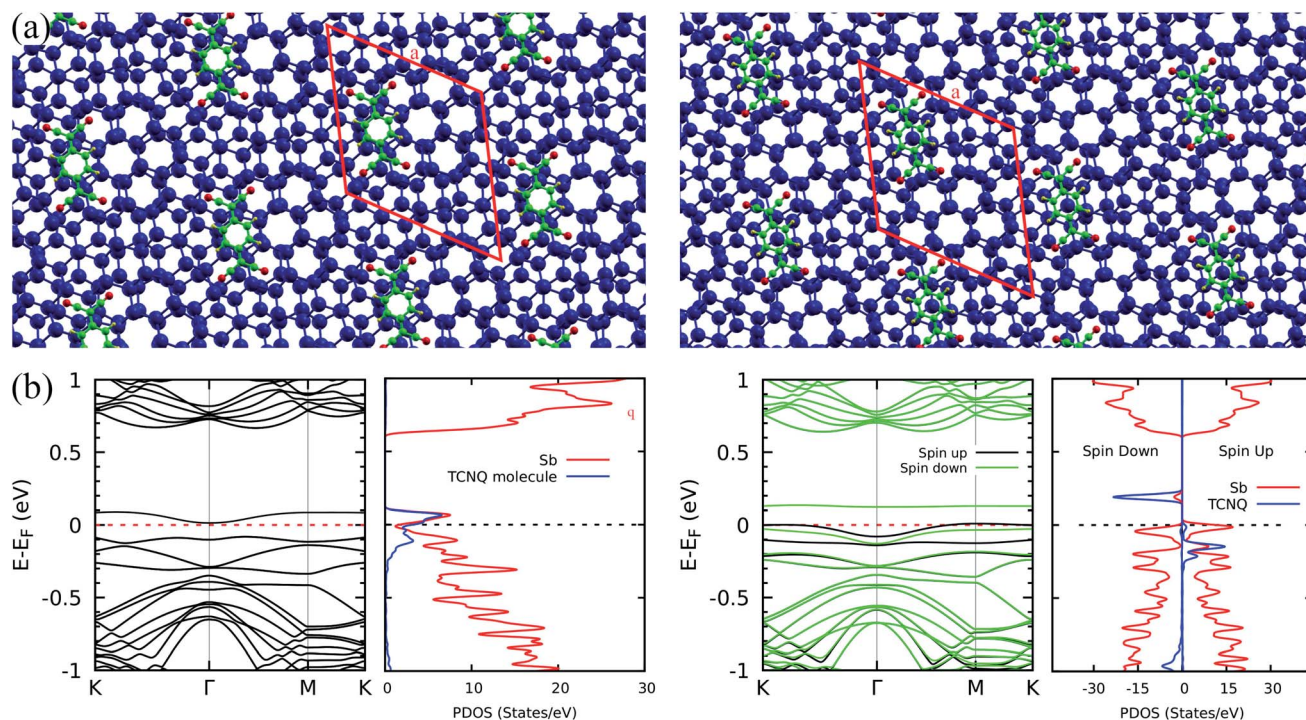 (a)
a
a
(b)
E-E_F (eV)
1
0.5
0
-0.5
-1
K
Γ
M
K
q
Sb
TCNQ molecule
0
10
20
30
PDOS (States/eV)
E-E_F (eV)
1
0.5
0
-0.5
-1
K
Γ
M
K
Spin up
Spin down
Spin Down
Spin Up
Sb
TCNQ
-30
-15
0
15
30
PDOS (States/eV)